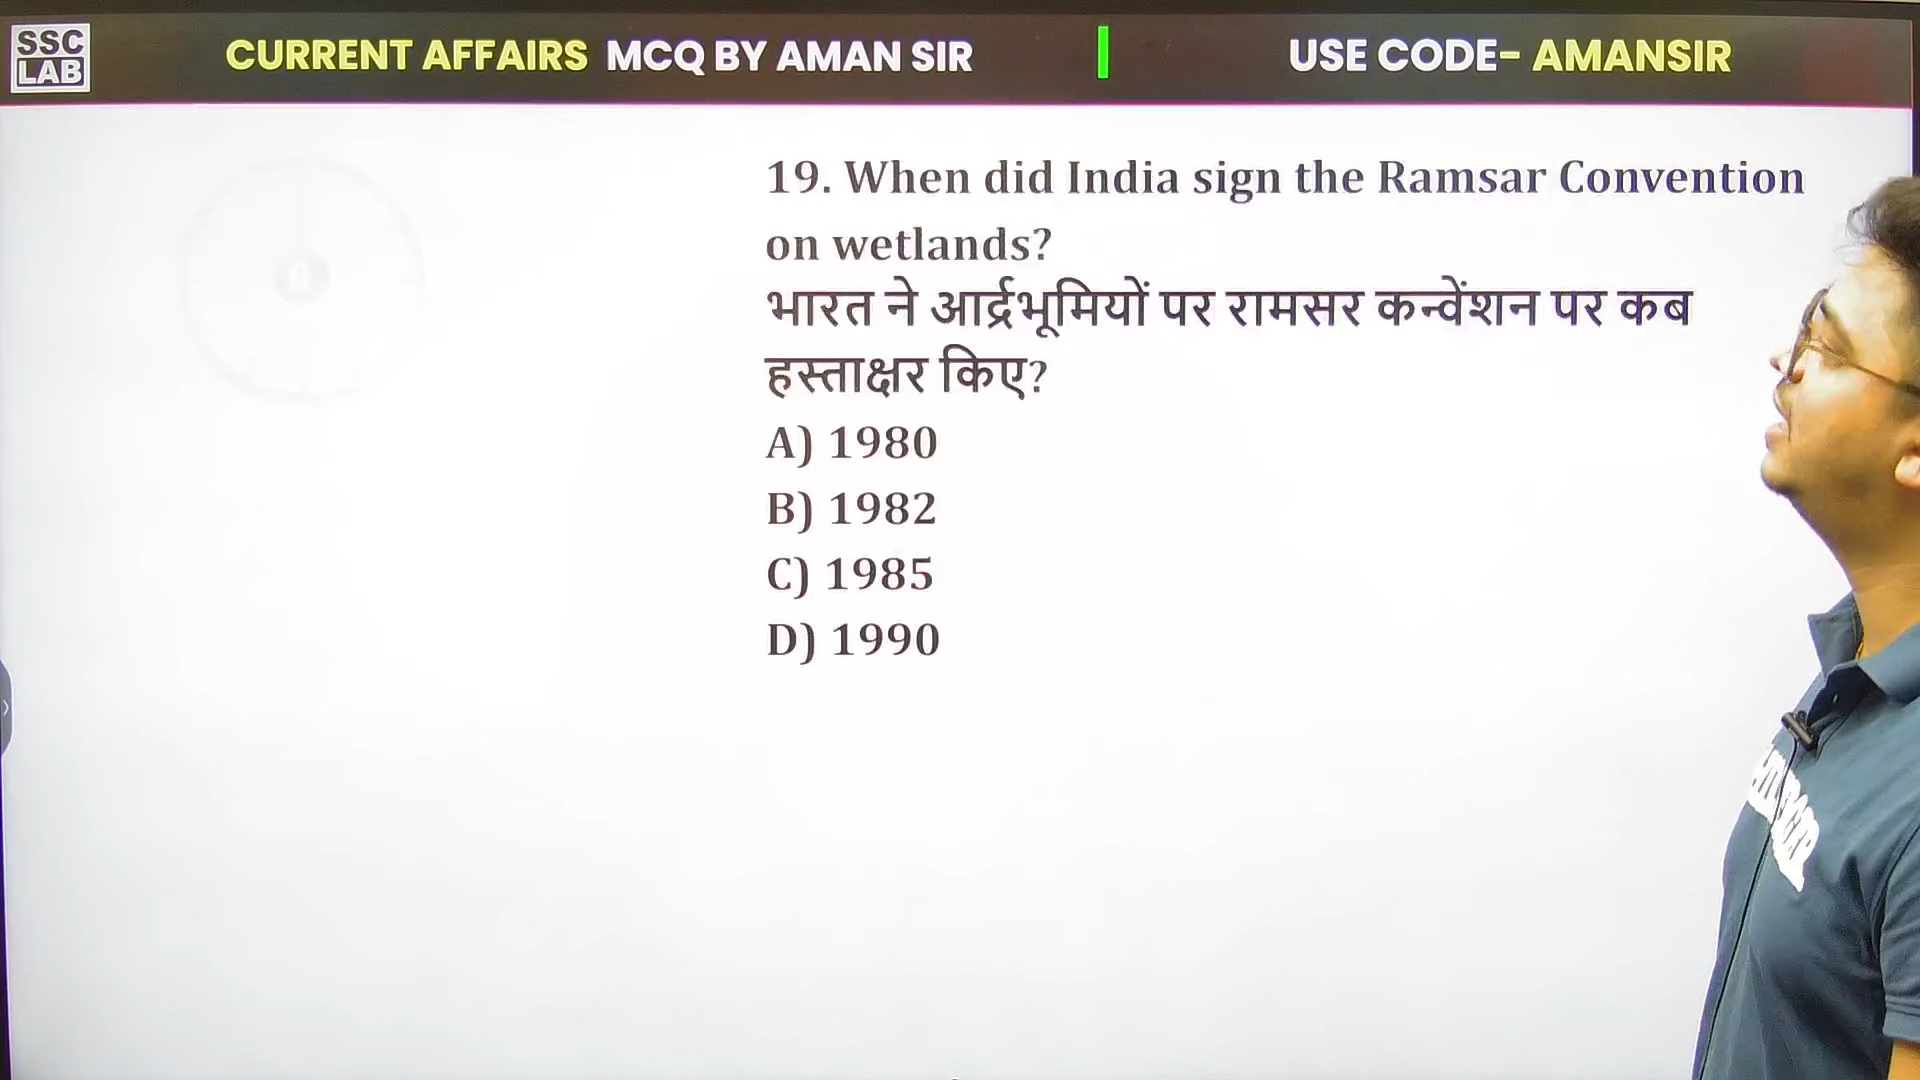 SSC
LAB
CURRENT AFFAIRS MCQ BY AMAN SIR
USE CODE- AMANSIR
19. When did India sign the Ramsar Convention
on wetlands?
भारत ने आर्द्रभूमियों पर रामसर कन्वेंशन पर कब
हस्ताक्षर किए?
A) 1980
B) 1982
C) 1985
D) 1990